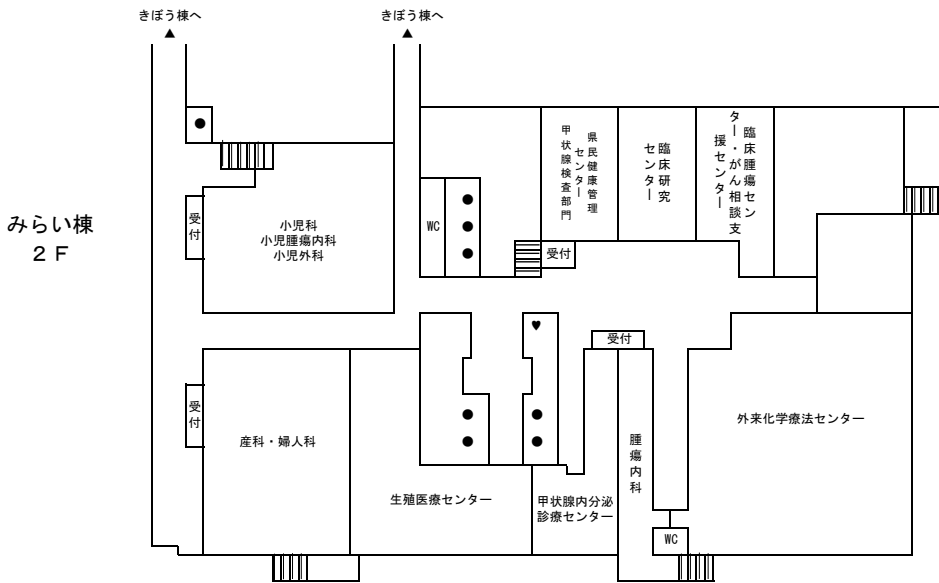 きぼう棟へ
きぼう棟へ
みらい棟
2F
受付
小児科
小児腫瘍内科
小児外科
WC
県民健康管理
センター
甲状腺検査部門
受付
臨床研究
センター
臨床腫瘍セン
ター・がん相談支
援センター
受付
産科・婦人科
生殖医療センター
甲状腺内分泌
診療センター
受付
腫瘍内科
WC
外来化学療法センター